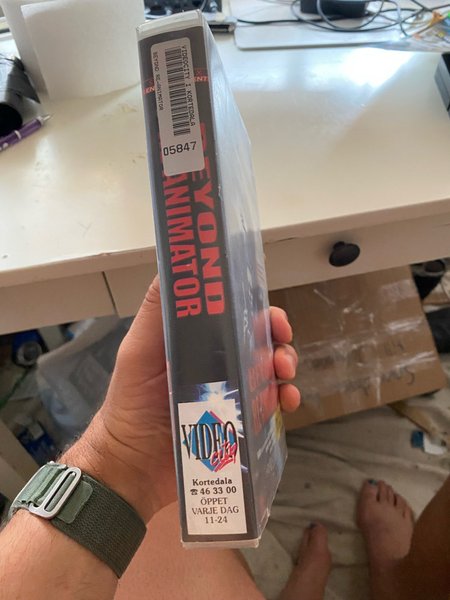 VIDEOCITY I KORTEDALA
BEYOND RE-ANIMATOR
05847
BEYOND
ANIMATOR
VIDEO
city
Kortedala
☎ 46 33 00
ÖPPET
VARJE DAG
11-24